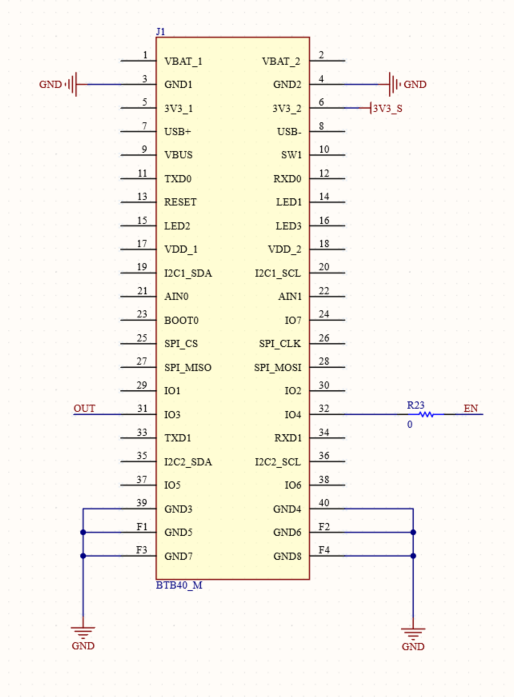 J1
1 VBAT_1 VBAT_2 2
GND 3 GND1 GND2 4 GND
5 3V3_1 3V3_2 6 3V3_S
7 USB+ USB- 8
9 VBUS SW1 10
11 TXD0 RXD0 12
13 RESET LED1 14
15 LED2 LED3 16
17 VDD_1 VDD_2 18
19 I2C1_SDA I2C1_SCL 20
21 AIN0 AIN1 22
23 BOOT0 IO7 24
25 SPI_CS SPI_CLK 26
27 SPI_MISO SPI_MOSI 28
29 IO1 IO2 30
OUT 31 IO3 IO4 32 R23 EN
0
33 TXD1 RXD1 34
35 I2C2_SDA I2C2_SCL 36
37 IO5 IO6 38
39 GND3 GND4 40
F1 GND5 GND6 F2
F3 GND7 GND8 F4
BTB40_M
GND GND